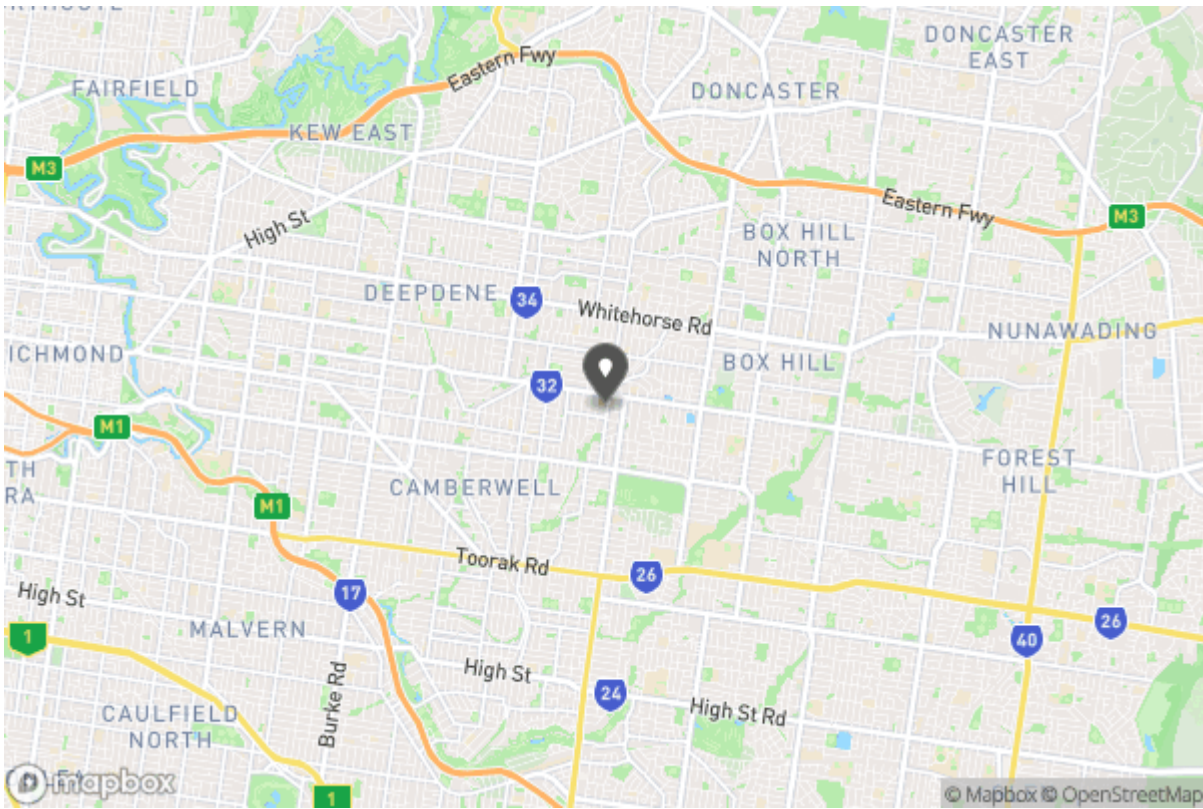 DONCASTER
EAST
Eastern Fwy
FAIRFIELD
DONCASTER
KEW EAST
M3
Eastern Fwy
M3
High St
BOX HILL
NORTH
DEEPDENE
34
Whitehorse Rd
NUNAWADING
ICHMOND
BOX HILL
32
M1
FOREST
HILL
TH
RA
CAMBERWELL
M1
Toorak Rd
26
17
High St
26
MALVERN
40
1
High St
24
Burke Rd
High St Rd
CAULFIELD
NORTH
mapbox
1
© Mapbox © OpenStreetMap